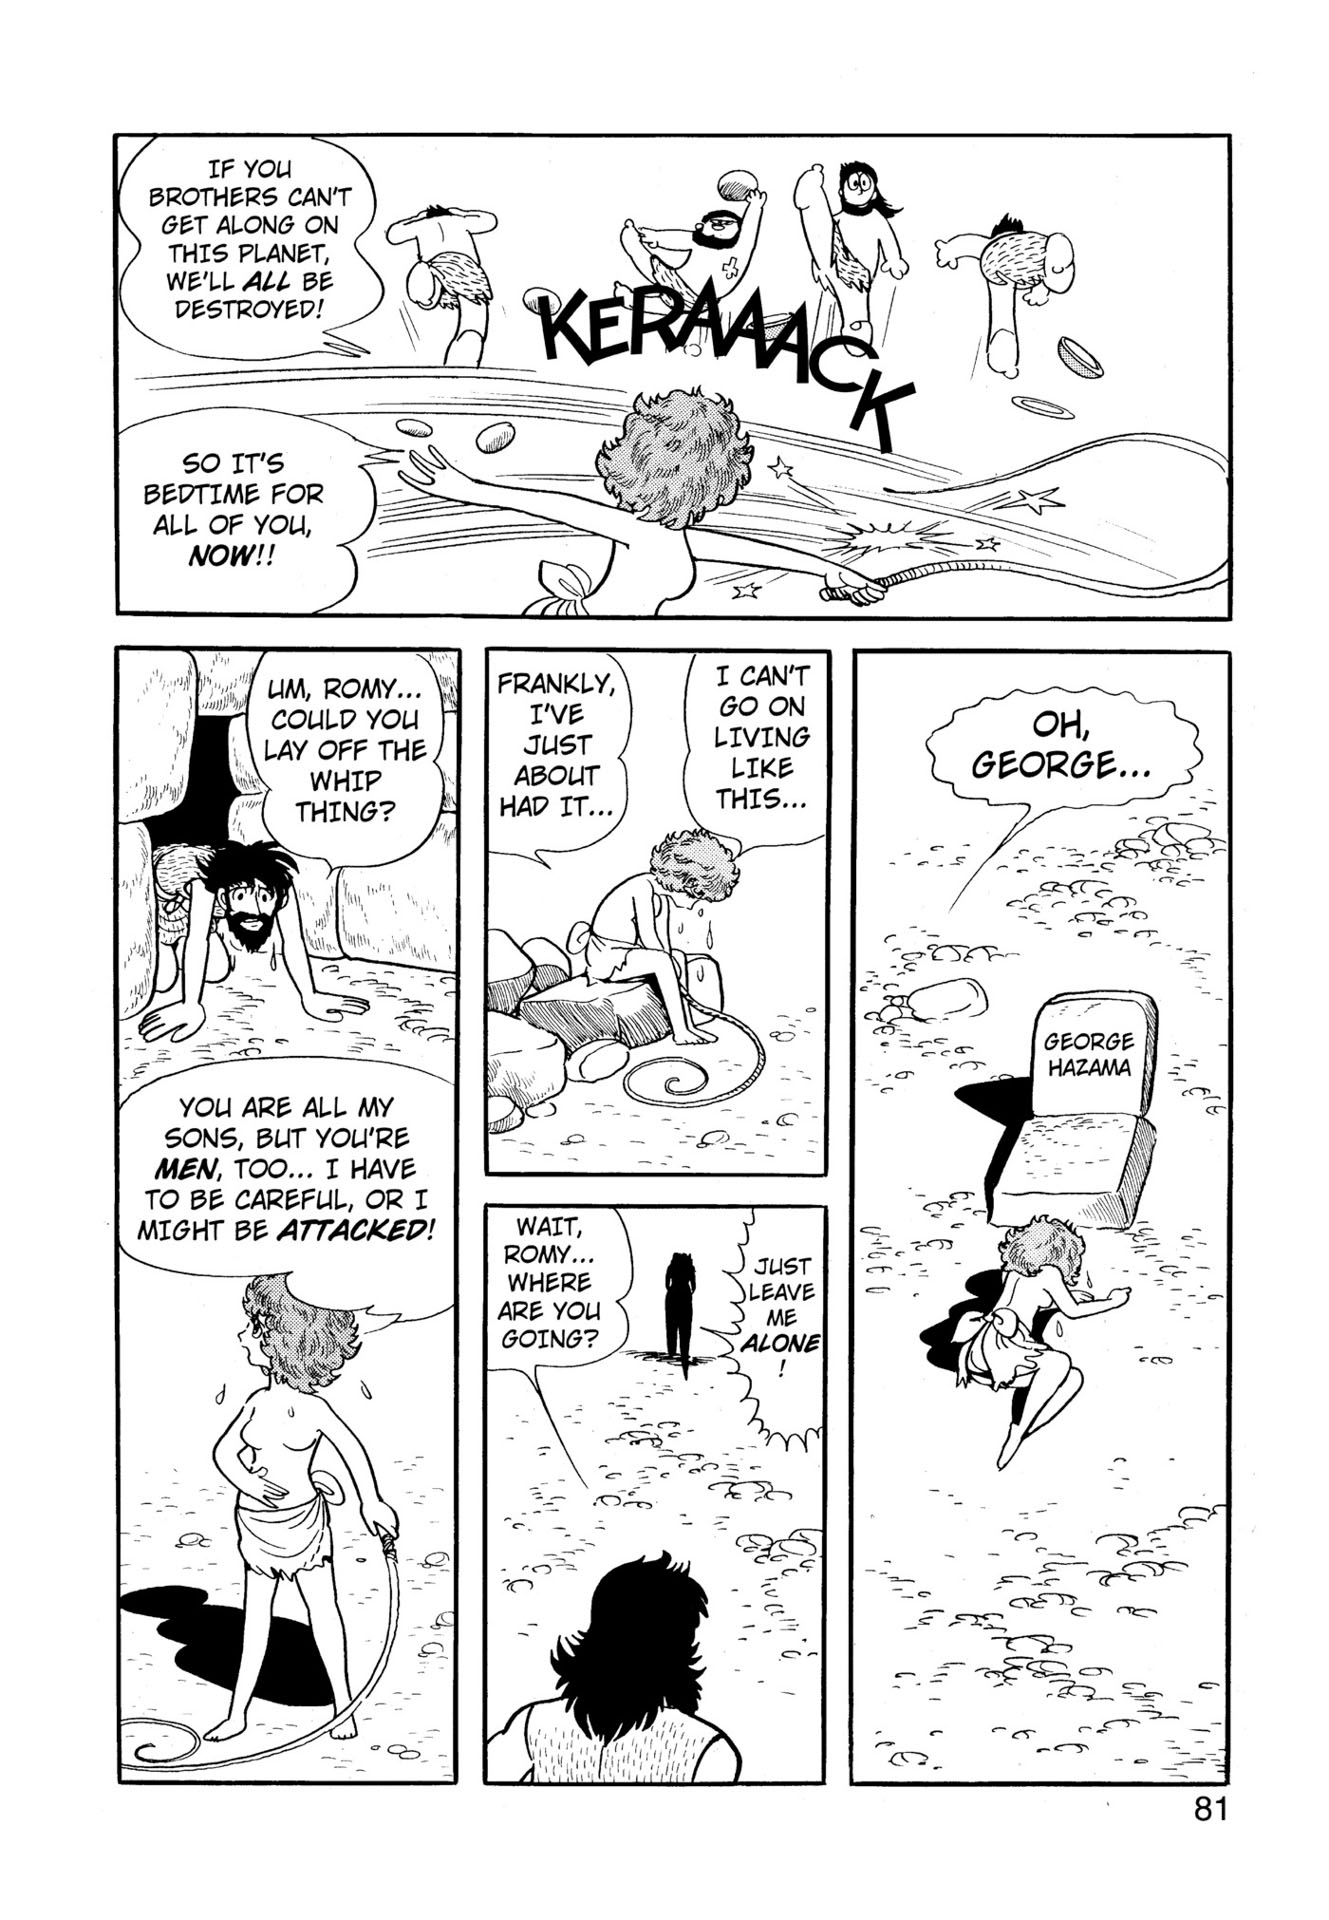 IF YOU
BROTHERS CAN'T
GET ALONG ON
THIS PLANET,
WE'LL ALL BE
DESTROYED!
KERAAACK
SO IT'S
BEDTIME FOR
ALL OF YOU,
NOW!!
UM, ROMY...
COULD YOU
LAY OFF THE
WHIP
THING?
YOU ARE ALL MY
SONS, BUT YOU'RE
MEN, TOO... I HAVE
TO BE CAREFUL, OR I
MIGHT BE ATTACKED!
FRANKLY,
I'VE
JUST
ABOUT
HAD IT...
I CAN'T
GO ON
LIVING
LIKE
THIS...
WAIT,
ROMY...
WHERE
ARE YOU
GOING?
JUST
LEAVE
ME
ALONE
!
OH,
GEORGE...
GEORGE
HAZAMA
81